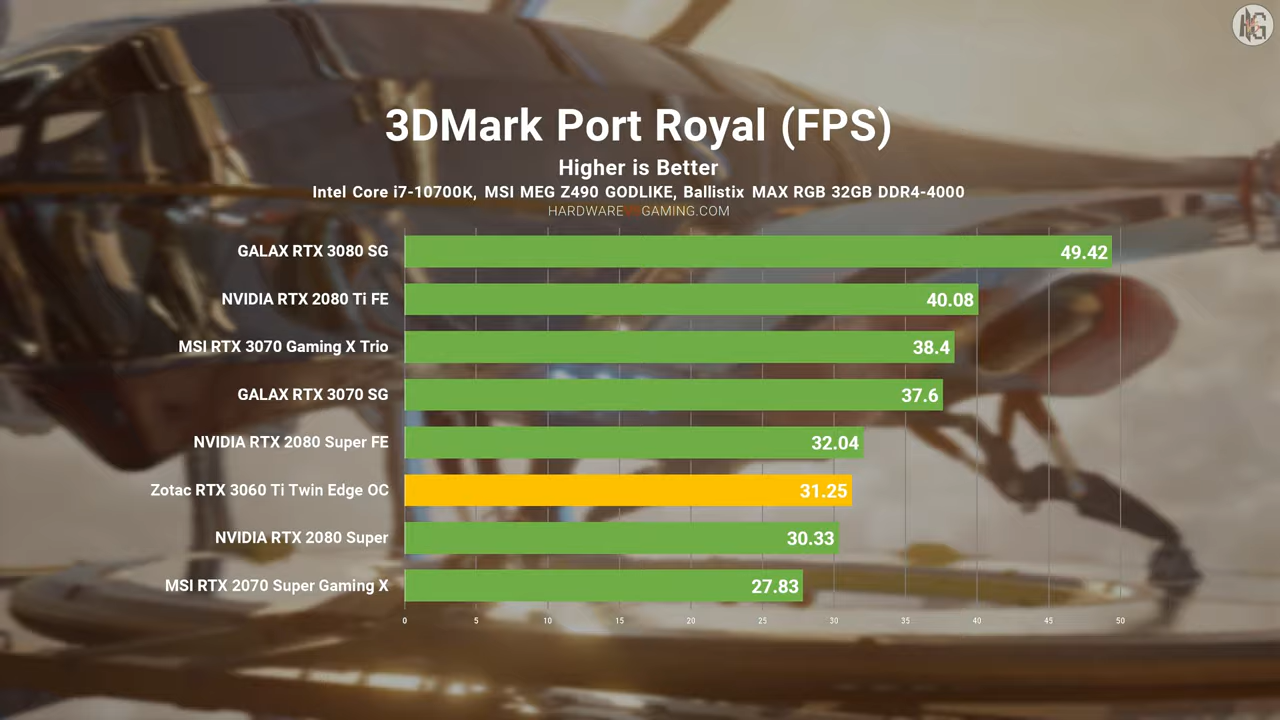 3DMark Port Royal (FPS)
Higher is Better
Intel Core i7-10700K, MSI MEG Z490 GODLIKE, Ballistix MAX RGB 32GB DDR4-4000
HARDWARE GAMING.COM
GALAX RTX 3080 SG 49.42
NVIDIA RTX 2080 Ti FE 40.08
MSI RTX 3070 Gaming X Trio 38.4
GALAX RTX 3070 SG 37.6
NVIDIA RTX 2080 Super FE 32.04
Zotac RTX 3060 Ti Twin Edge OC 31.25
NVIDIA RTX 2080 Super 30.33
MSI RTX 2070 Super Gaming X 27.83
0 5 10 15 20 25 30 35 40 45 50